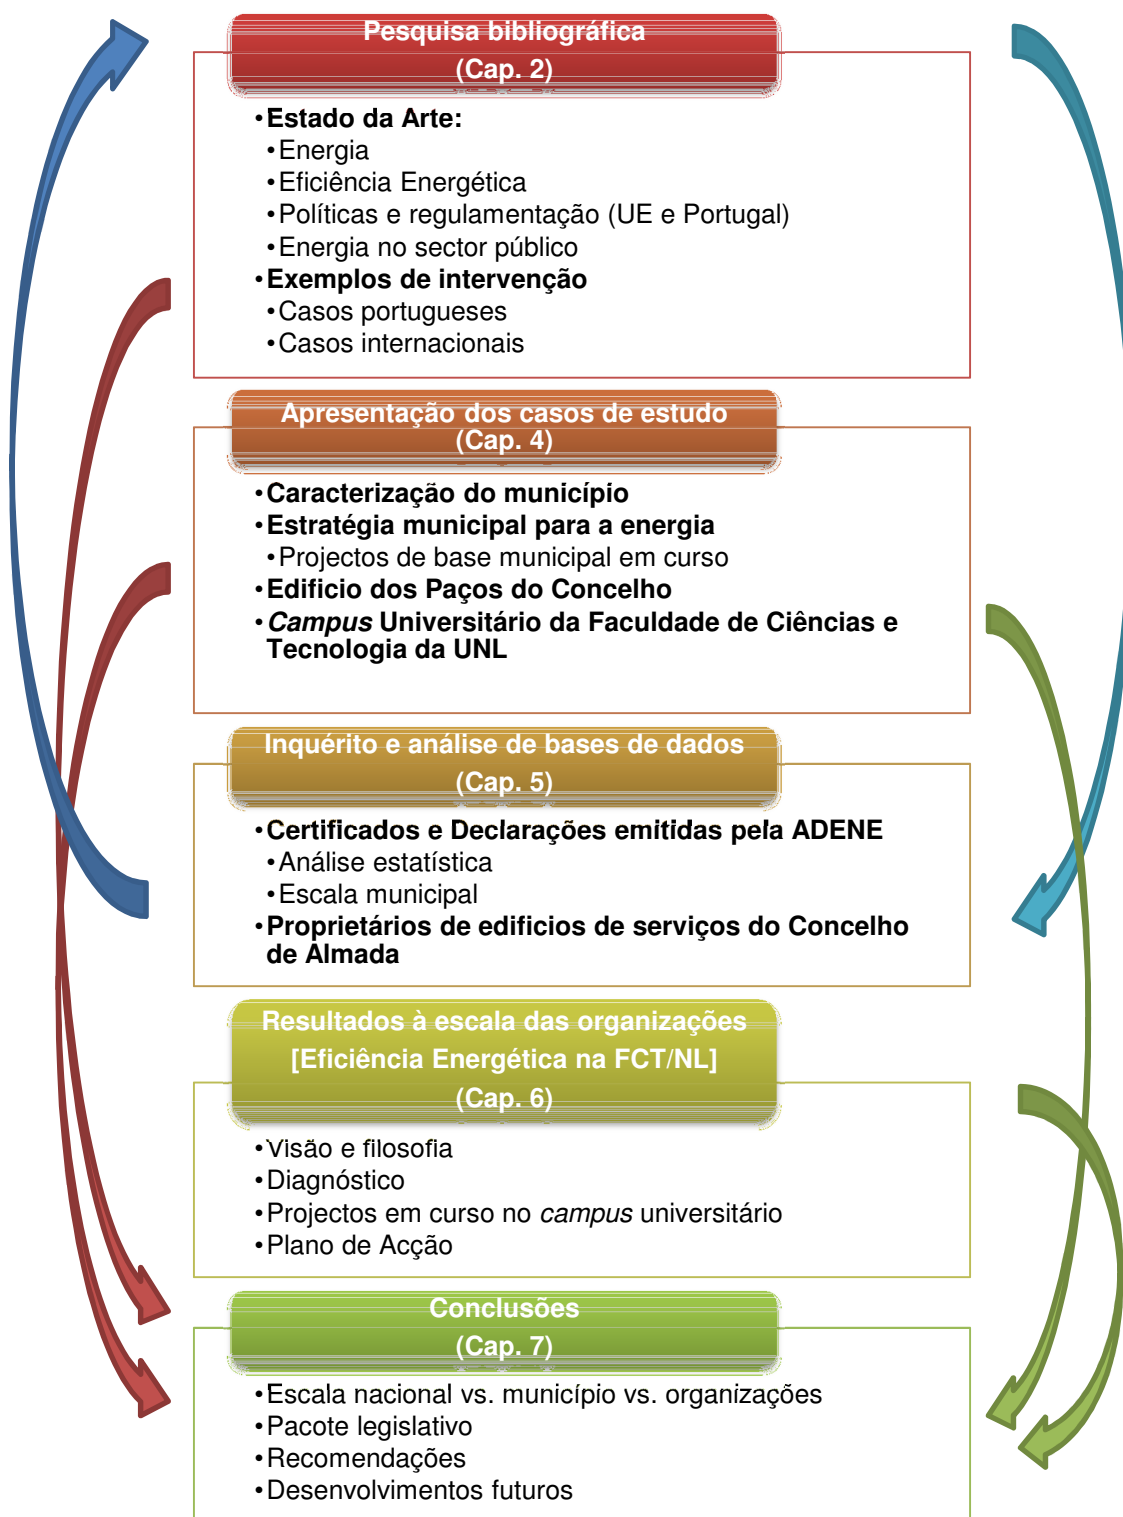 Pesquisa bibliográfica
(Cap. 2)
•Estado da Arte:
•Energia
•Eficiência Energética
•Políticas e regulamentação (UE e Portugal)
•Energia no sector público
•Exemplos de intervenção
•Casos portugueses
•Casos internacionais
Apresentação dos casos de estudo
(Cap. 4)
•Caracterização do município
•Estratégia municipal para a energia
•Projectos de base municipal em curso
•Edificio dos Paços do Concelho
•Campus Universitário da Faculdade de Ciências e
Tecnologia da UNL
Inquérito e análise de bases de dados
(Cap. 5)
•Certificados e Declarações emitidas pela ADENE
•Análise estatística
•Escala municipal
•Proprietários de edificios de serviços do Concelho
de Almada
Resultados à escala das organizações
[Eficiência Energética na FCT/NL]
(Cap. 6)
•Visão e filosofia
•Diagnóstico
•Projectos em curso no campus universitário
•Plano de Acção
Conclusões
(Cap. 7)
•Escala nacional vs. município vs. organizações
•Pacote legislativo
•Recomendações
•Desenvolvimentos futuros